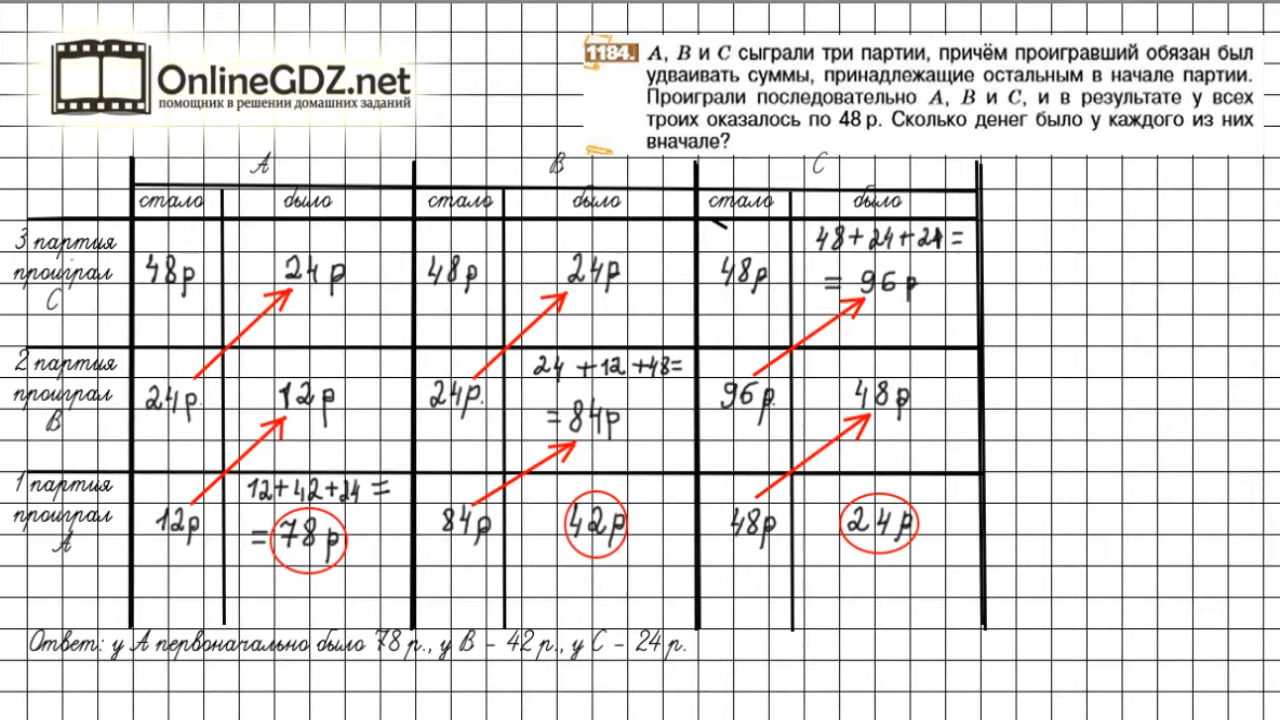 OnlineGDZ.net
помощник в решении домашних заданий
1184. А, В и С сыграли три партии, причём проигравший обязан был
удваивать суммы, принадлежащие остальным в начале партии.
Проиграли последовательно А, В и С, и в результате у всех
троих оказалось по 48 р. Сколько денег было у каждого из них
вначале?
А В С
стало было стало было стало было
48+24+24 =
3 партия
проиграл 48р 24р 48р 24р 48р = 96р
С
2 партия 24+12+48=
проиграл 24р. 12р 24р. =84р 96р. 48р
В
1 партия 12+42+24 =
проиграл 12р =78р 84р 42р 48р 24р
А
Ответ: у А первоначально было 78 р., у В - 42 р., у С - 24 р.